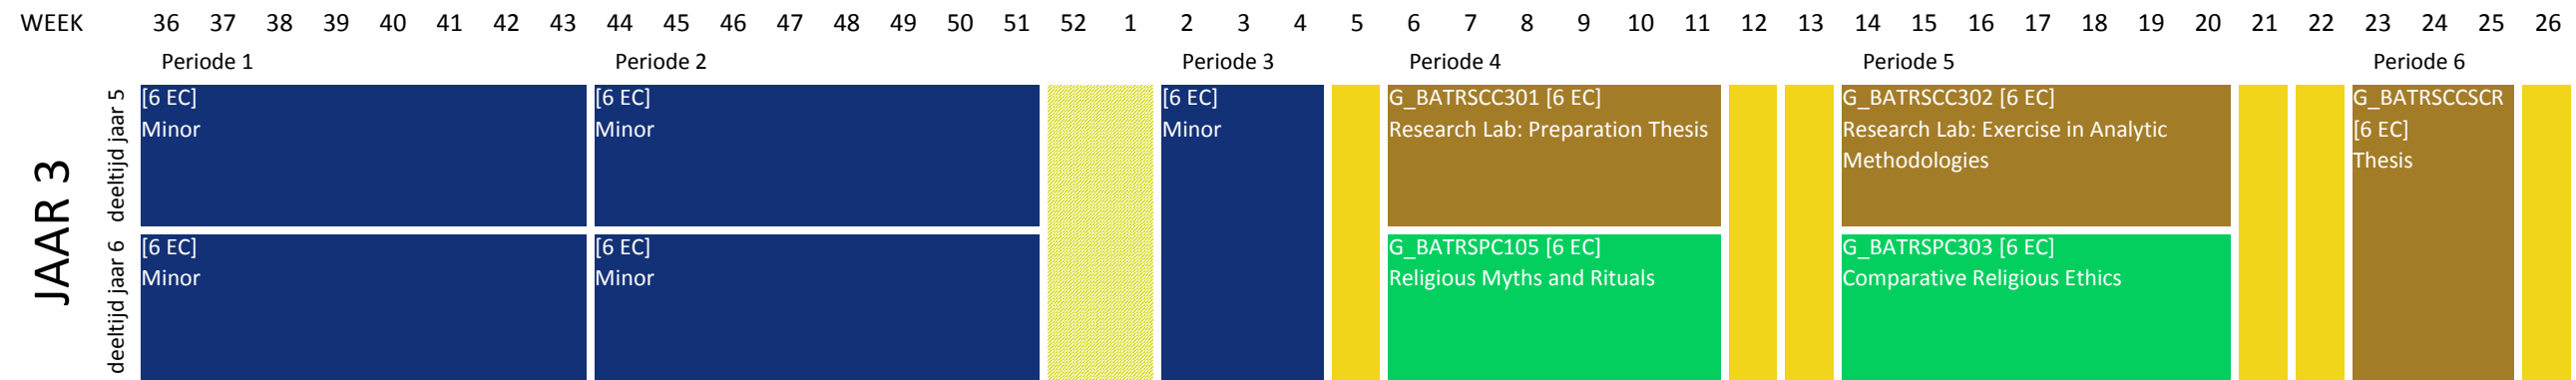 WEEK 36 37 38 39 40 41 42 43 44 45 46 47 48 49 50 51 52 1 2 3 4 5 6 7 8 9 10 11 12 13 14 15 16 17 18 19 20 21 22 23 24 25 26
Periode 1 Periode 2 Periode 3 Periode 4 Periode 5 Periode 6
JAAR 3
deeltijd jaar 5
[6 EC]
Minor
[6 EC]
Minor
[6 EC]
Minor
G_BATRSCC301 [6 EC]
Research Lab: Preparation Thesis
G_BATRSCC302 [6 EC]
Research Lab: Exercise in Analytic
Methodologies
G_BATRSCCSCR
[6 EC]
Thesis
deeltijd jaar 6
[6 EC]
Minor
[6 EC]
Minor
G_BATRSPC105 [6 EC]
Religious Myths and Rituals
G_BATRSPC303 [6 EC]
Comparative Religious Ethics